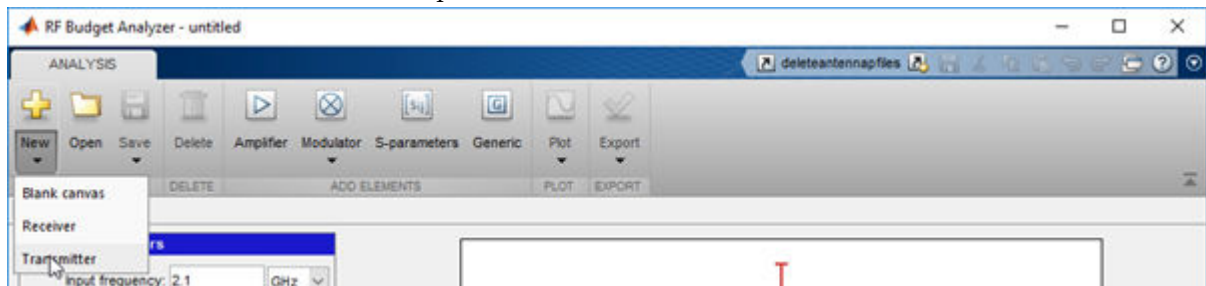 RF Budget Analyzer - untitled
ANALYSIS
deleteantennapfiles
New Open Save Delete Amplifier Modulator S-parameters Generic Plot Export
DELETE ADD ELEMENTS PLOT EXPORT
Blank canvas
Receiver
Transmitter
Input frequency: 2.1 GHz